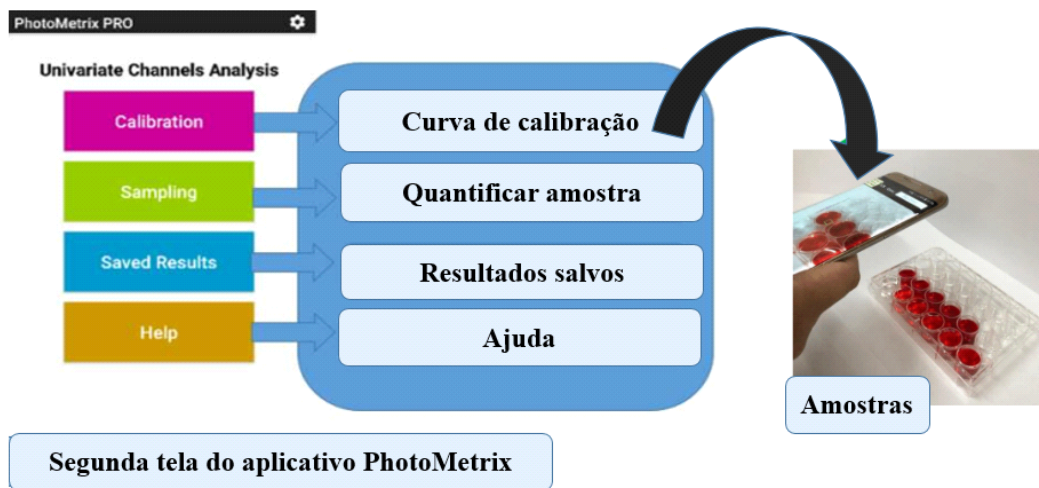 PhotoMetrix PRO
Univariate Channels Analysis
Calibration
Curva de calibração
Sampling
Quantificar amostra
Saved Results
Resultados salvos
Help
Ajuda
Amostras
Segunda tela do aplicativo PhotoMetrix